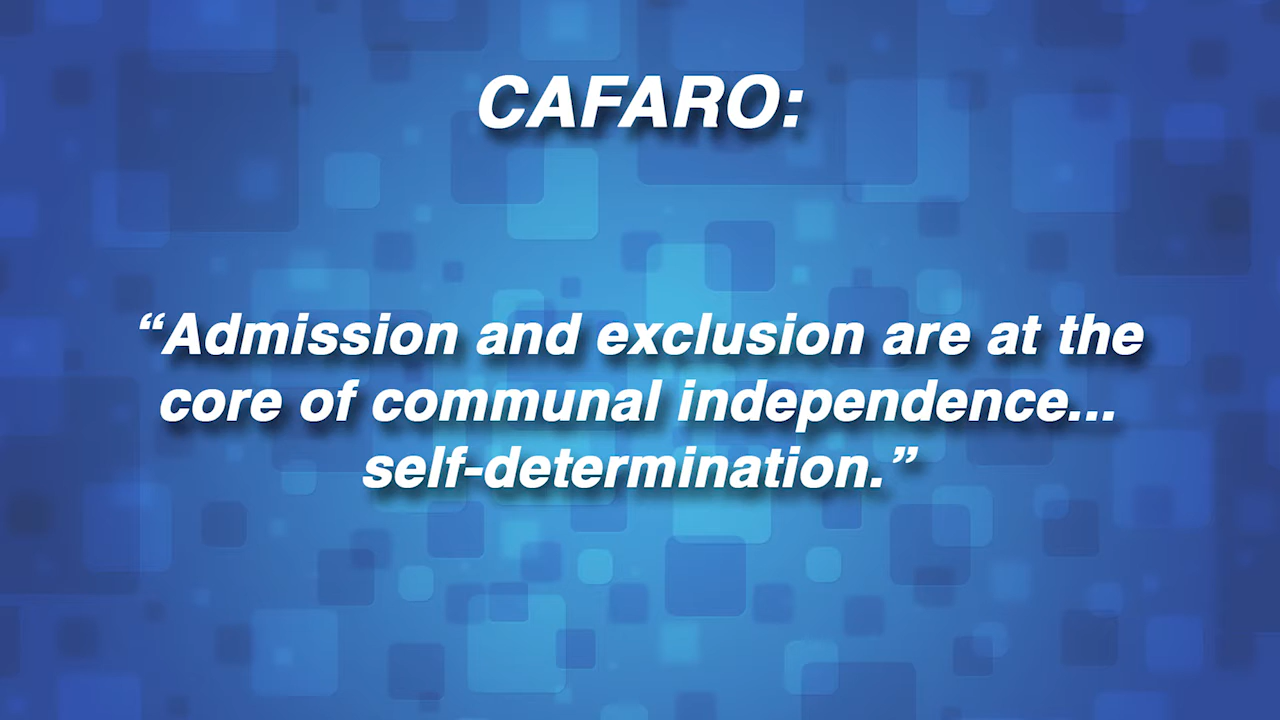 CAFARO:
“Admission and exclusion are at the
core of communal independence...
self-determination.”